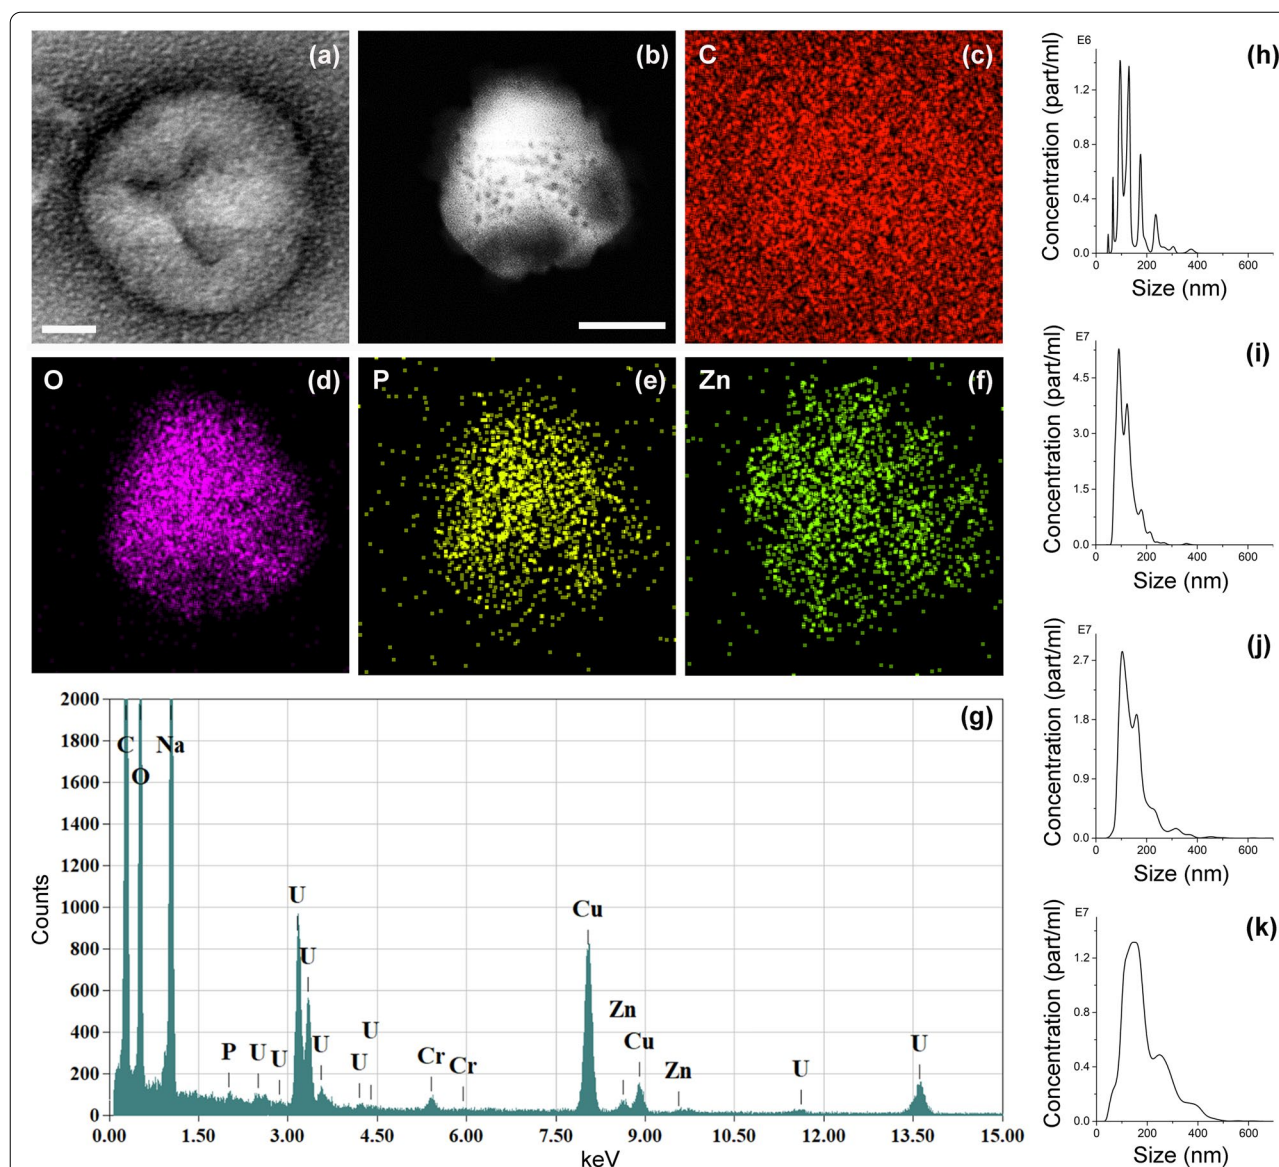 (a)
(b)
C (c)
O (d)
P (e)
Zn (f)
(g)
2000
1800
1600
1400
1200
1000
800
600
400
200
0
Counts
C
O
Na
P
U
U
U
U
U
U
U
Cr
Cr
Cu
Zn
Cu
Zn
U
U
0.00 1.50 3.00 4.50 6.00 7.50 9.00 10.50 12.00 13.50 15.00
keV
(h)
E6
1.2
0.8
0.4
0.0
Concentration (part/ml)
0 200 400 600
Size (nm)
(i)
E7
4.5
3.0
1.5
0.0
Concentration (part/ml)
0 200 400 600
Size (nm)
(j)
E7
2.7
1.8
0.9
0.0
Concentration (part/ml)
0 200 400 600
Size (nm)
(k)
E7
1.2
0.8
0.4
0.0
Concentration (part/ml)
0 200 400 600
Size (nm)